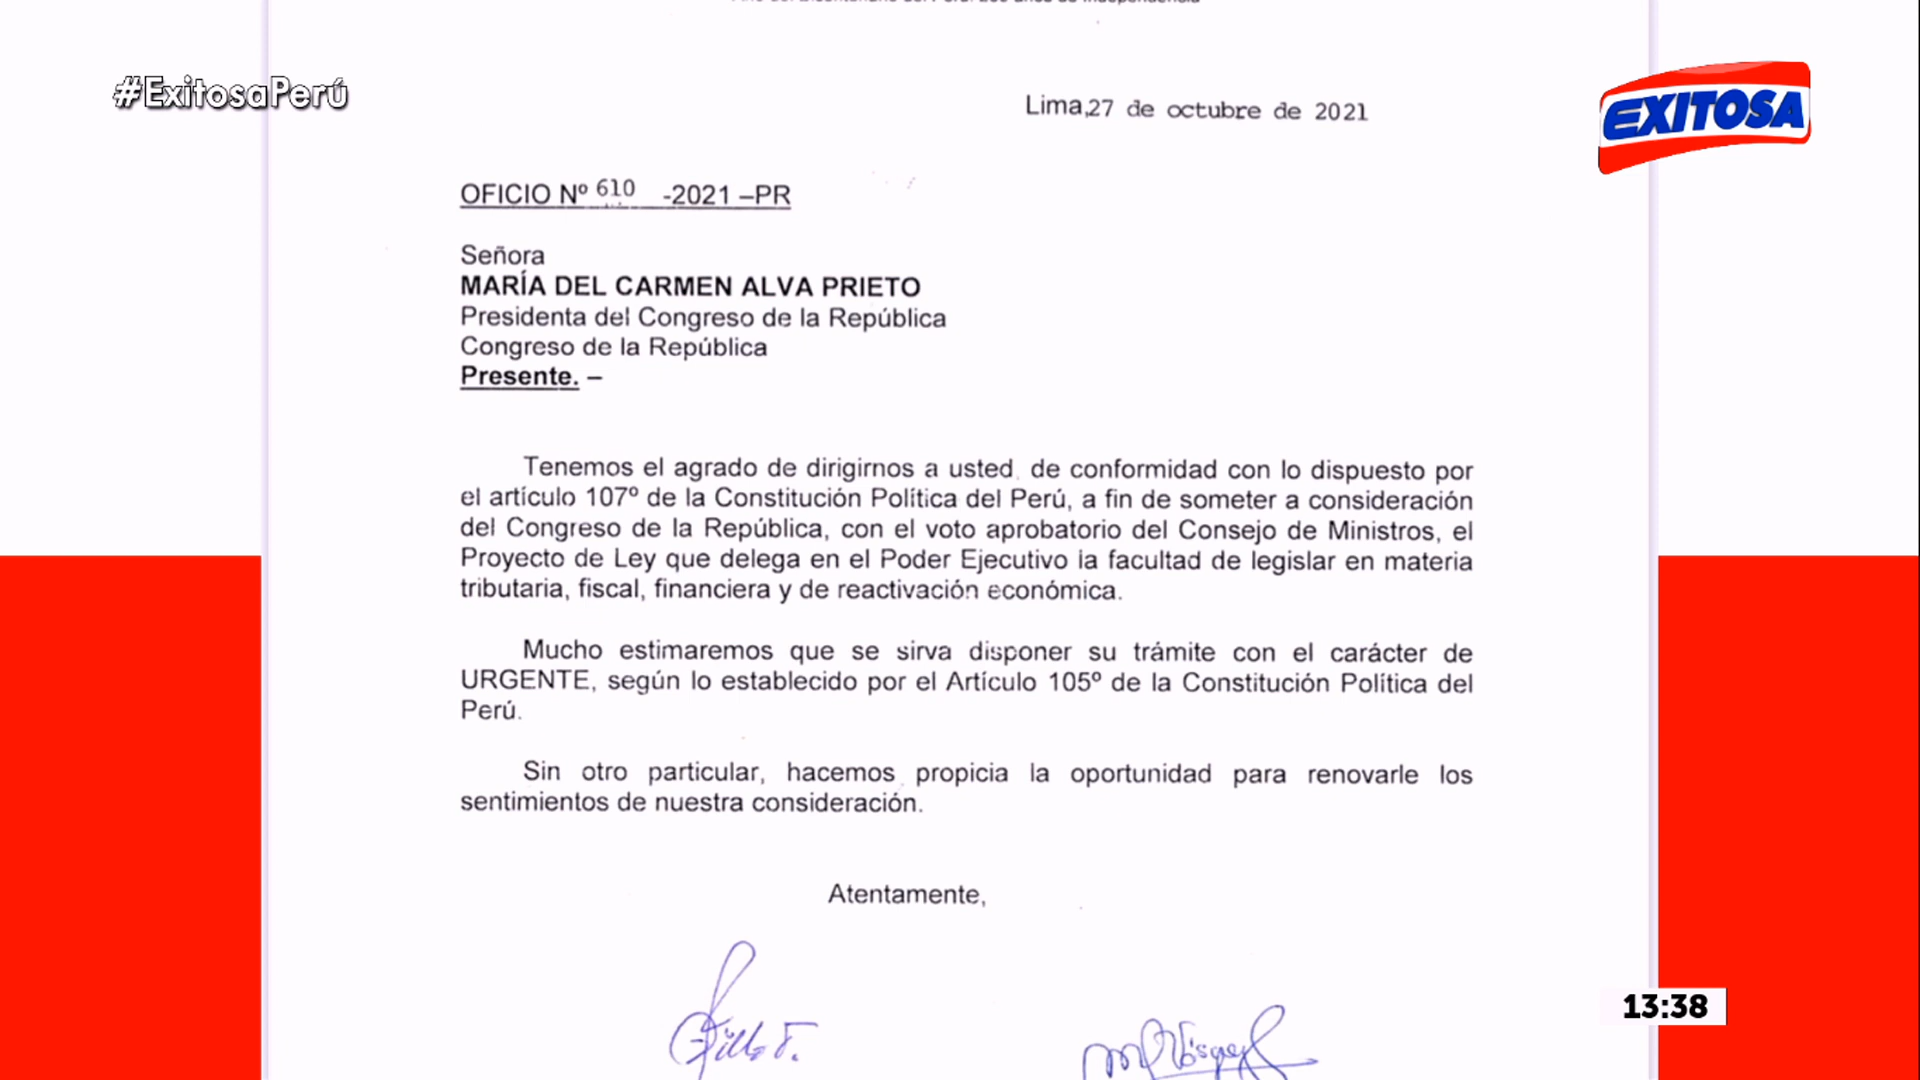 #ExitosaPerú
EXITOSA
Lima,27 de octubre de 2021
OFICIO Nº 610 -2021 –PR
Señora
MARÍA DEL CARMEN ALVA PRIETO
Presidenta del Congreso de la República
Congreso de la República
Presente. –
Tenemos el agrado de dirigirnos a usted, de conformidad con lo dispuesto por
el artículo 107º de la Constitución Política del Perú, a fin de someter a consideración
del Congreso de la República, con el voto aprobatorio del Consejo de Ministros, el
Proyecto de Ley que delega en el Poder Ejecutivo la facultad de legislar en materia
tributaria, fiscal, financiera y de reactivación económica.
Mucho estimaremos que se sirva disponer su trámite con el carácter de
URGENTE, según lo establecido por el Artículo 105º de la Constitución Política del
Perú.
Sin otro particular, hacemos propicia la oportunidad para renovarle los
sentimientos de nuestra consideración.
Atentamente,
13:38